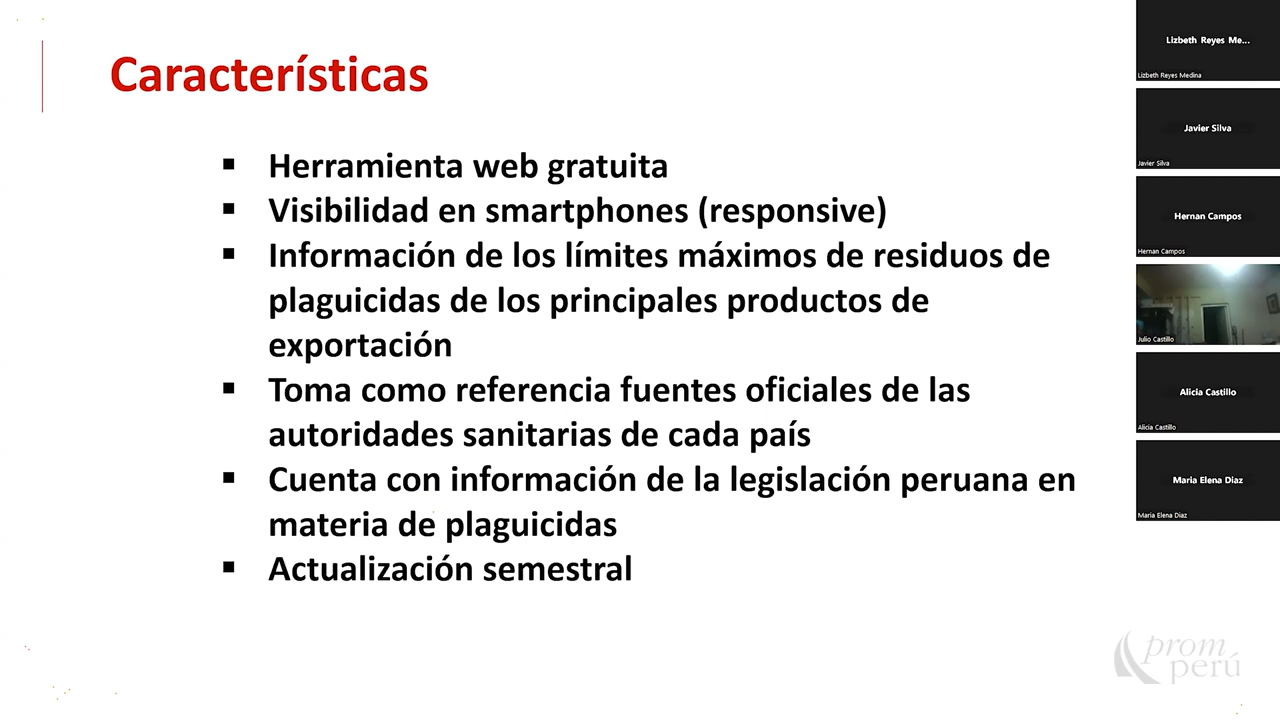 Características
▪ Herramienta web gratuita
▪ Visibilidad en smartphones (responsive)
▪ Información de los límites máximos de residuos de
plaguicidas de los principales productos de
exportación
▪ Toma como referencia fuentes oficiales de las
autoridades sanitarias de cada país
▪ Cuenta con información de la legislación peruana en
materia de plaguicidas
▪ Actualización semestral
Lizbeth Reyes Me...
Lizbeth Reyes Medina
Javier Silva
Javier Silva
Hernan Campos
Hernan Campos
Julio Castillo
Alicia Castillo
Alicia Castillo
Maria Elena Diaz
Maria Elena Diaz
prom
perú